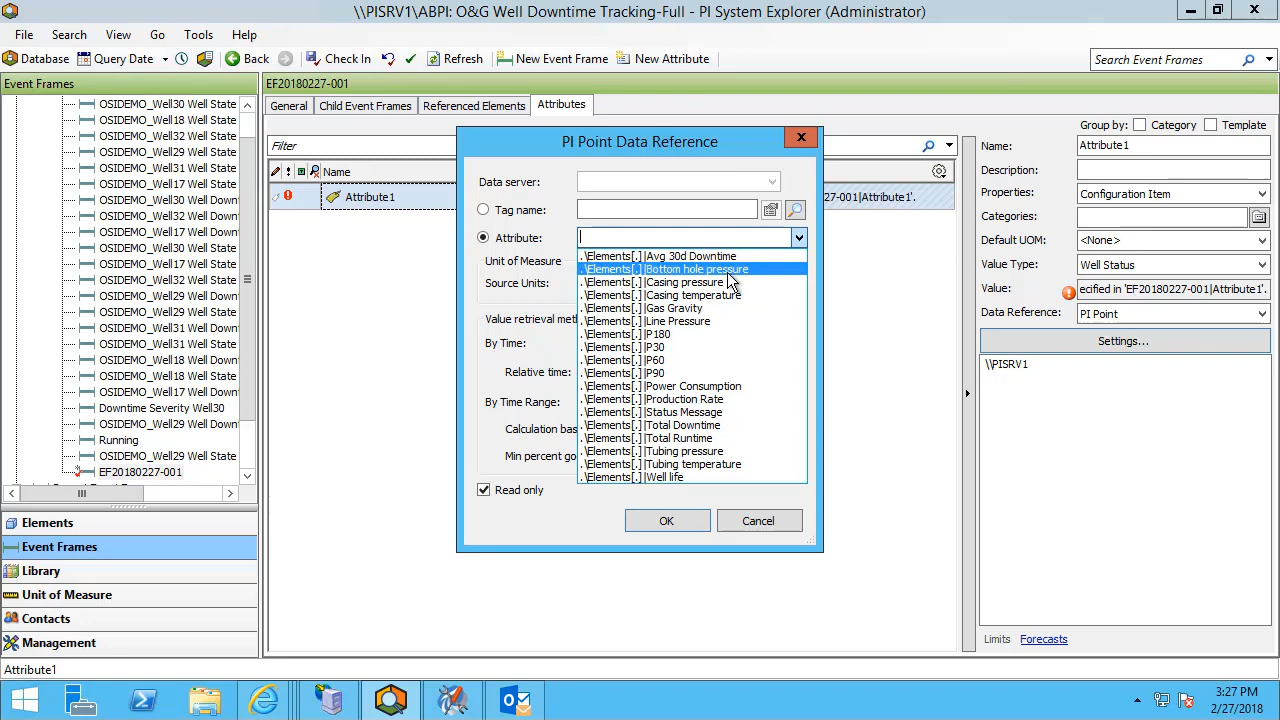 \\PISRV1\ABPI: O&G Well Downtime Tracking-Full - PI System Explorer (Administrator)
File Search View Go Tools Help
Database Query Date Back Check In Refresh New Event Frame New Attribute Search Event Frames
Event Frames
OSIDEMO_Well30 Well State
OSIDEMO_Well18 Well State
OSIDEMO_Well32 Well State
OSIDEMO_Well29 Well State
OSIDEMO_Well31 Well State
OSIDEMO_Well17 Well State
OSIDEMO_Well30 Well Down
OSIDEMO_Well32 Well Down
OSIDEMO_Well17 Well Down
OSIDEMO_Well18 Well Down
OSIDEMO_Well31 Well Down
OSIDEMO_Well30 Well State
OSIDEMO_Well17 Well State
OSIDEMO_Well29 Well State
OSIDEMO_Well32 Well State
OSIDEMO_Well31 Well State
OSIDEMO_Well18 Well Down
OSIDEMO_Well18 Well State
OSIDEMO_Well17 Well Down
Downtime Severity Well30
OSIDEMO_Well29 Well Down
Running
OSIDEMO_Well29 Well State
EF20180227-001
Elements
Event Frames
Library
Unit of Measure
Contacts
Management
EF20180227-001
General Child Event Frames Referenced Elements Attributes
Filter
Name
Attribute1 27-001|Attribute1'.
PI Point Data Reference
Data server:
Tag name:
Attribute:
Unit of Measure
Source Units:
Value retrieval met
By Time:
Relative time:
By Time Range:
Calculation bas
Min percent go
.\Elements[.]|Avg 30d Downtime
.\Elements[.]|Bottom hole pressure
.\Elements[.]|Casing pressure
.\Elements[.]|Casing temperature
.\Elements[.]|Gas Gravity
.\Elements[.]|Line Pressure
.\Elements[.]|P180
.\Elements[.]|P30
.\Elements[.]|P60
.\Elements[.]|P90
.\Elements[.]|Power Consumption
.\Elements[.]|Production Rate
.\Elements[.]|Status Message
.\Elements[.]|Total Downtime
.\Elements[.]|Total Runtime
.\Elements[.]|Tubing pressure
.\Elements[.]|Tubing temperature
.\Elements[.]|Well life
Read only
OK Cancel
Group by: Category Template
Name: Attribute1
Description:
Properties: Configuration Item
Categories:
Default UOM: <None>
Value Type: Well Status
Value: ecified in 'EF20180227-001|Attribute1'.
Data Reference: PI Point
Settings...
\\PISRV1
Limits Forecasts
Attribute1
3:27 PM
2/27/2018